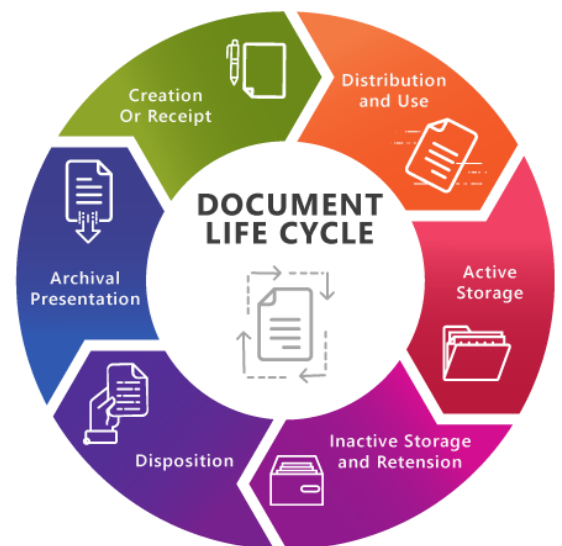 DOCUMENT
LIFE CYCLE
Creation
Or Receipt
Distribution
and Use
Active
Storage
Inactive Storage
and Retension
Disposition
Archival
Presentation